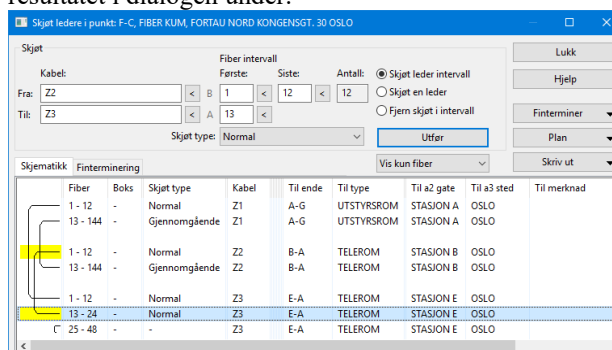 resultatet i dialogen under.
Skjøt ledere i punkt: F-C, FIBER KUM, FORTAU NORD KONGENSGT. 30 OSLO
Skjøt
Fiber intervall
Kabel: Første: Siste: Antall: Skjøt leder intervall
Fra: Z2 < B 1 < 12 < 12 Skjøt en leder
Til: Z3 < A 13 < Fjern skjøt i intervall
Skjøt type: Normal Utfør
Lukk
Hjelp
Finterminer
Plan
Skriv ut
Skjematikk Finterminering Vis kun fiber
Fiber Boks Skjøt type Kabel Til ende Til type Til a2 gate Til a3 sted Til merknad
1 - 12 - Normal Z1 A-G UTSTYRSROM STASJON A OSLO
13 - 144 - Gjennomgående Z1 A-G UTSTYRSROM STASJON A OSLO
1 - 12 - Normal Z2 B-A TELEROM STASJON B OSLO
13 - 144 - Gjennomgående Z2 B-A TELEROM STASJON B OSLO
1 - 12 - Normal Z3 E-A TELEROM STASJON E OSLO
13 - 24 - Normal Z3 E-A TELEROM STASJON E OSLO
25 - 48 - - Z3 E-A TELEROM STASJON E OSLO